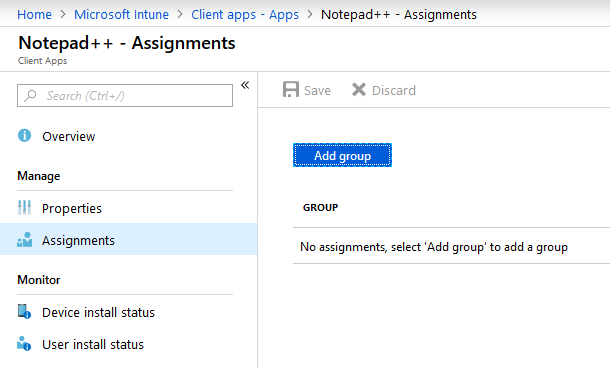 Home > Microsoft Intune > Client apps - Apps > Notepad++ - Assignments
Notepad++ - Assignments
Client Apps
Search (Ctrl+/)
«
Save Discard
Overview
Add group
Manage
Properties
GROUP
Assignments
No assignments, select 'Add group' to add a group
Monitor
Device install status
User install status